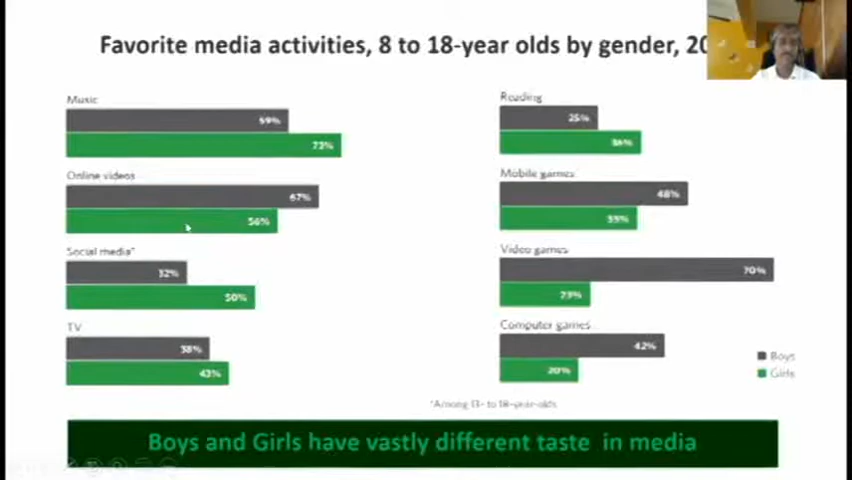 Favorite media activities, 8 to 18-year olds by gender, 20
Music
59%
73%
Online videos
67%
56%
Social media*
32%
50%
TV
38%
43%
Reading
25%
36%
Mobile games
48%
35%
Video games
70%
23%
Computer games
42%
20%
Boys
Girls
*Among 13- to 18-year-olds
Boys and Girls have vastly different taste in media